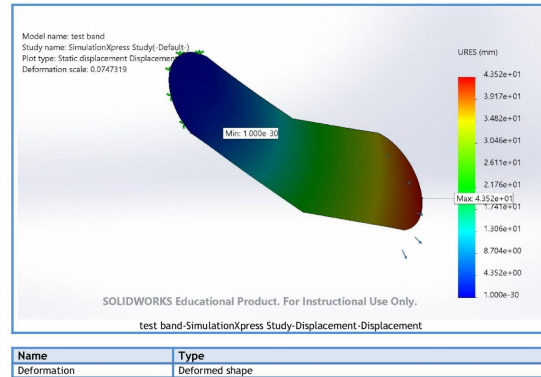 Model name: test band
Study name: SimulationXpress Study(-Default-)
Plot type: Static displacement Displacement
Deformation scale: 0.0747319
URES (mm)
4.352e+01
3.917e+01
3.482e+01
3.046e+01
2.611e+01
2.176e+01
1.741e+01
1.306e+01
8.704e+00
4.352e+00
1.000e-30
Min: 1.000e-30
Max: 4.352e+01
SOLIDWORKS Educational Product. For Instructional Use Only.
test band-SimulationXpress Study-Displacement-Displacement
Name Type
Deformation Deformed shape